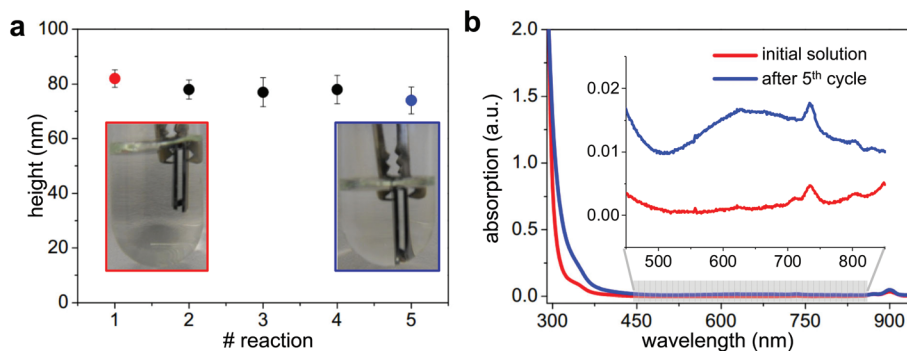 a
100
80
60
40
20
0
height (nm)
1 2 3 4 5
# reaction
b
2.0
1.5
1.0
0.5
0.0
absorption (a.u.)
initial solution
after 5th cycle
0.02
0.01
0.00
500 600 700 800
300 450 600 750 900
wavelength (nm)